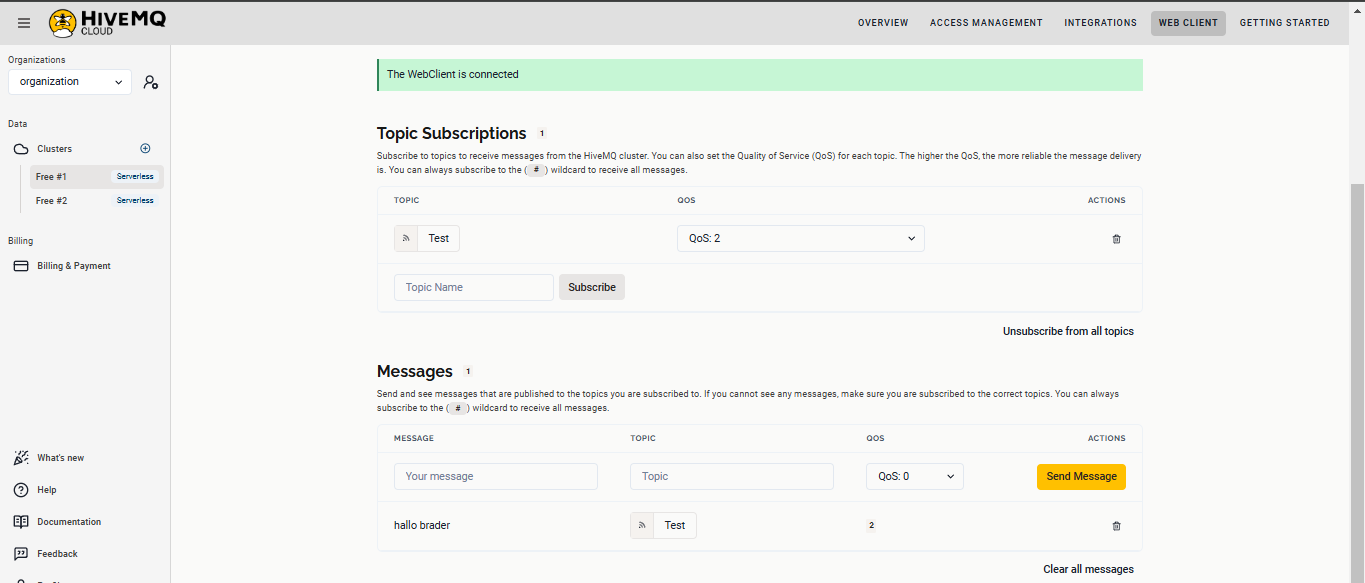 HIVEMQ
CLOUD
OVERVIEW ACCESS MANAGEMENT INTEGRATIONS WEB CLIENT GETTING STARTED
Organizations
organization
Data
Clusters
Free #1 Serverless
Free #2 Serverless
Billing
Billing & Payment
What's new
Help
Documentation
Feedback
The WebClient is connected
Topic Subscriptions 1
Subscribe to topics to receive messages from the HiveMQ cluster. You can also set the Quality of Service (QoS) for each topic. The higher the QoS, the more reliable the message delivery
is. You can always subscribe to the ( # ) wildcard to receive all messages.
TOPIC QOS ACTIONS
Test QoS: 2
Topic Name Subscribe
Unsubscribe from all topics
Messages 1
Send and see messages that are published to the topics you are subscribed to. If you cannot see any messages, make sure you are subscribed to the correct topics. You can always
subscribe to the ( # ) wildcard to receive all messages.
MESSAGE TOPIC QOS ACTIONS
Your message Topic QoS: 0 Send Message
hallo brader Test 2
Clear all messages